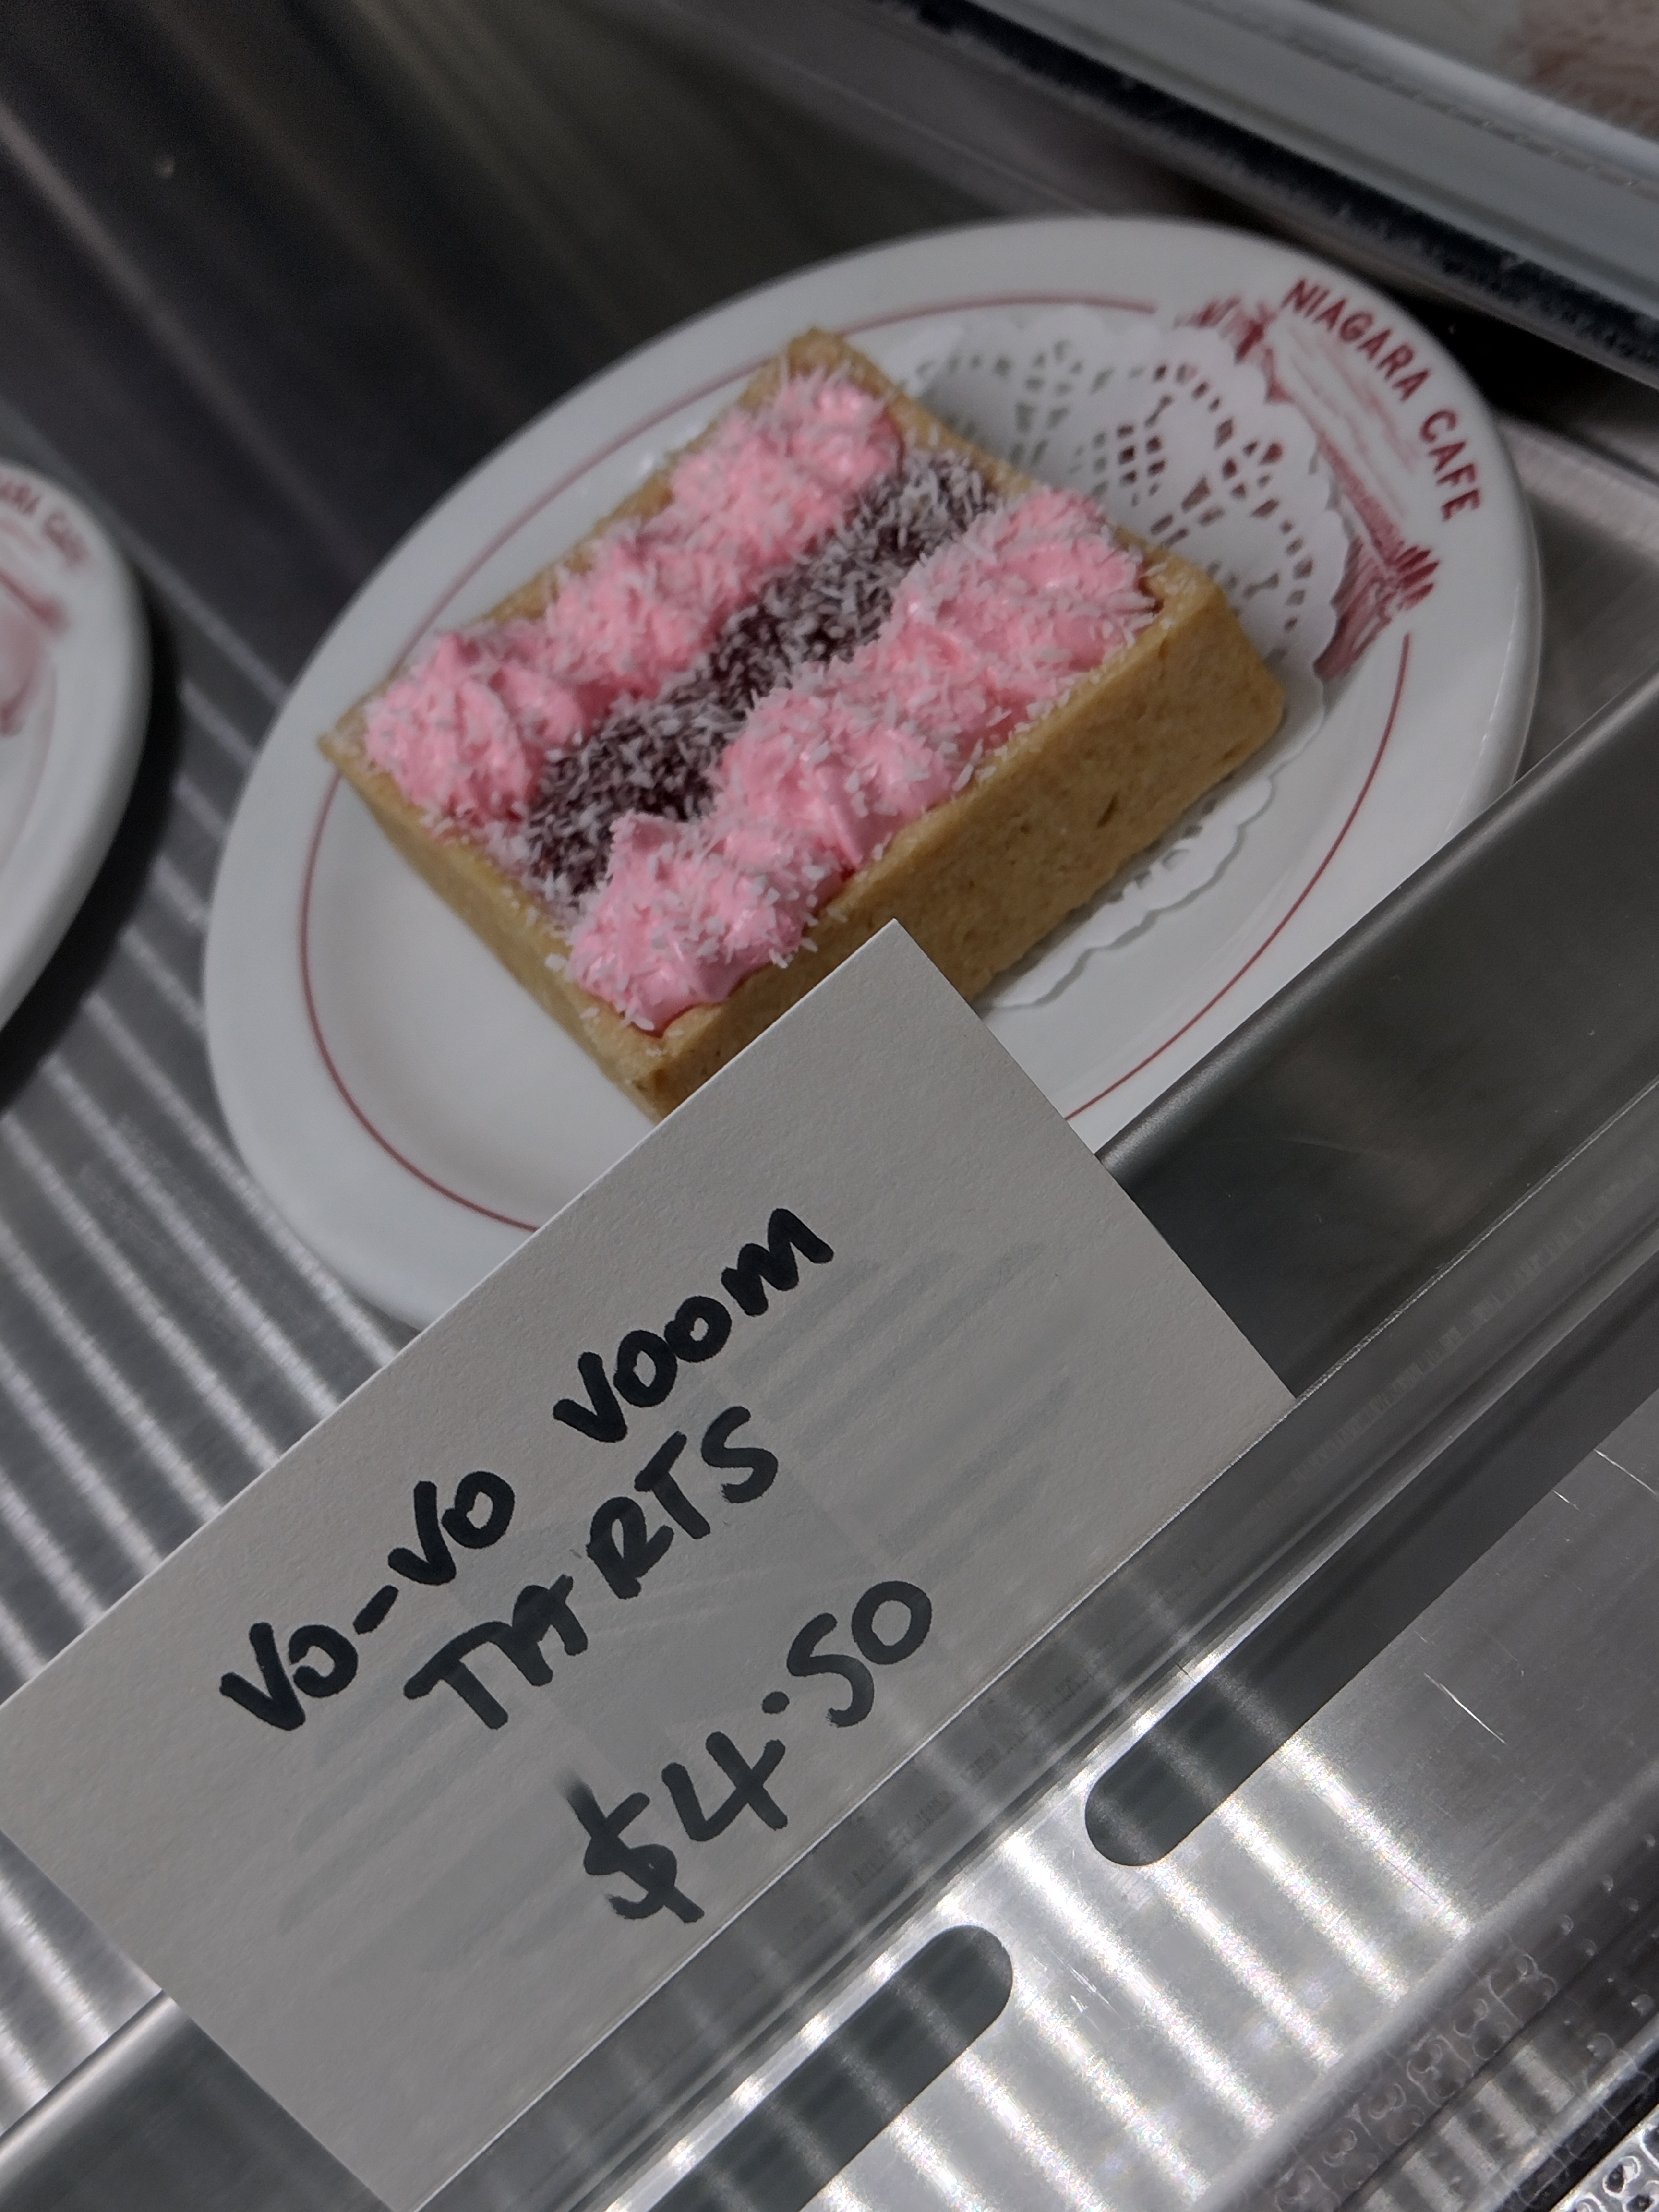 NIAGARA CAFE
VO-VO VOOM
TARTS
$4.50